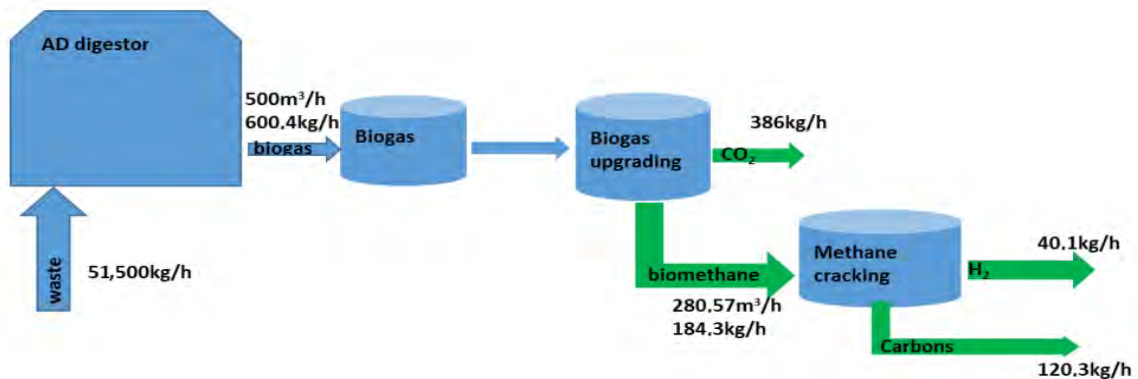 AD digestor
500m³/h
600.4kg/h
biogas
Biogas
Biogas
upgrading
386kg/h
CO₂
waste
51,500kg/h
biomethane
280.57m³/h
184.3kg/h
Methane
cracking
40.1kg/h
H₂
Carbons
120.3kg/h